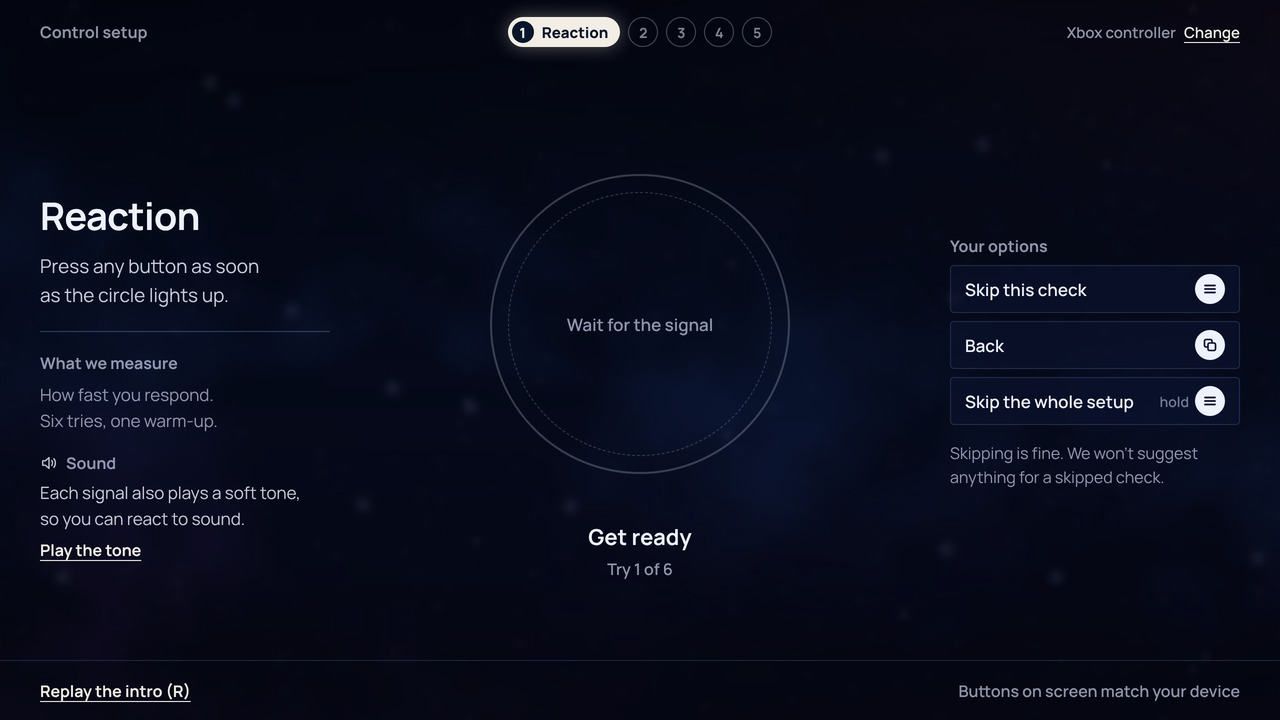 Control setup
1 Reaction 2 3 4 5
Xbox controller Change
Reaction
Press any button as soon
as the circle lights up.
What we measure
How fast you respond.
Six tries, one warm-up.
Sound
Each signal also plays a soft tone,
so you can react to sound.
Play the tone
Wait for the signal
Get ready
Try 1 of 6
Your options
Skip this check
Back
Skip the whole setup hold
Skipping is fine. We won't suggest
anything for a skipped check.
Replay the intro (R)
Buttons on screen match your device